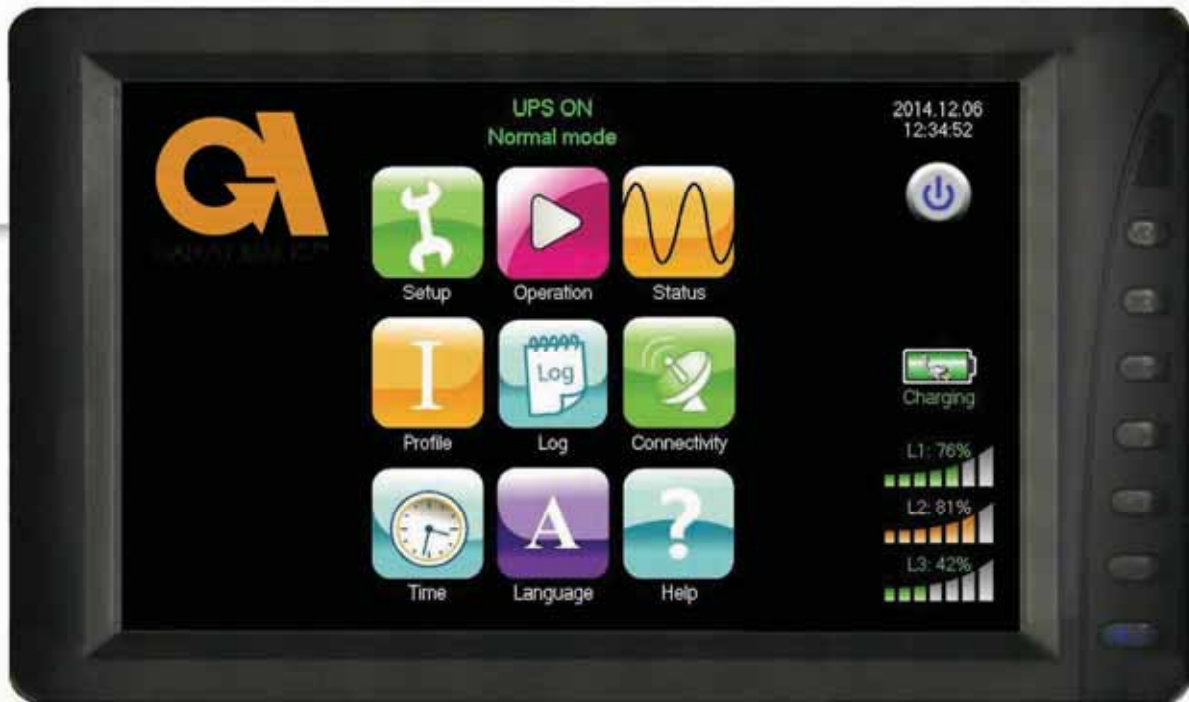 UPS ON
Normal mode
2014.12.06
12:34:52
Setup
Operation
Status
Profile
Log
Log
Connectivity
Time
Language
Help
Charging
L1: 76%
L2: 81%
L3: 42%